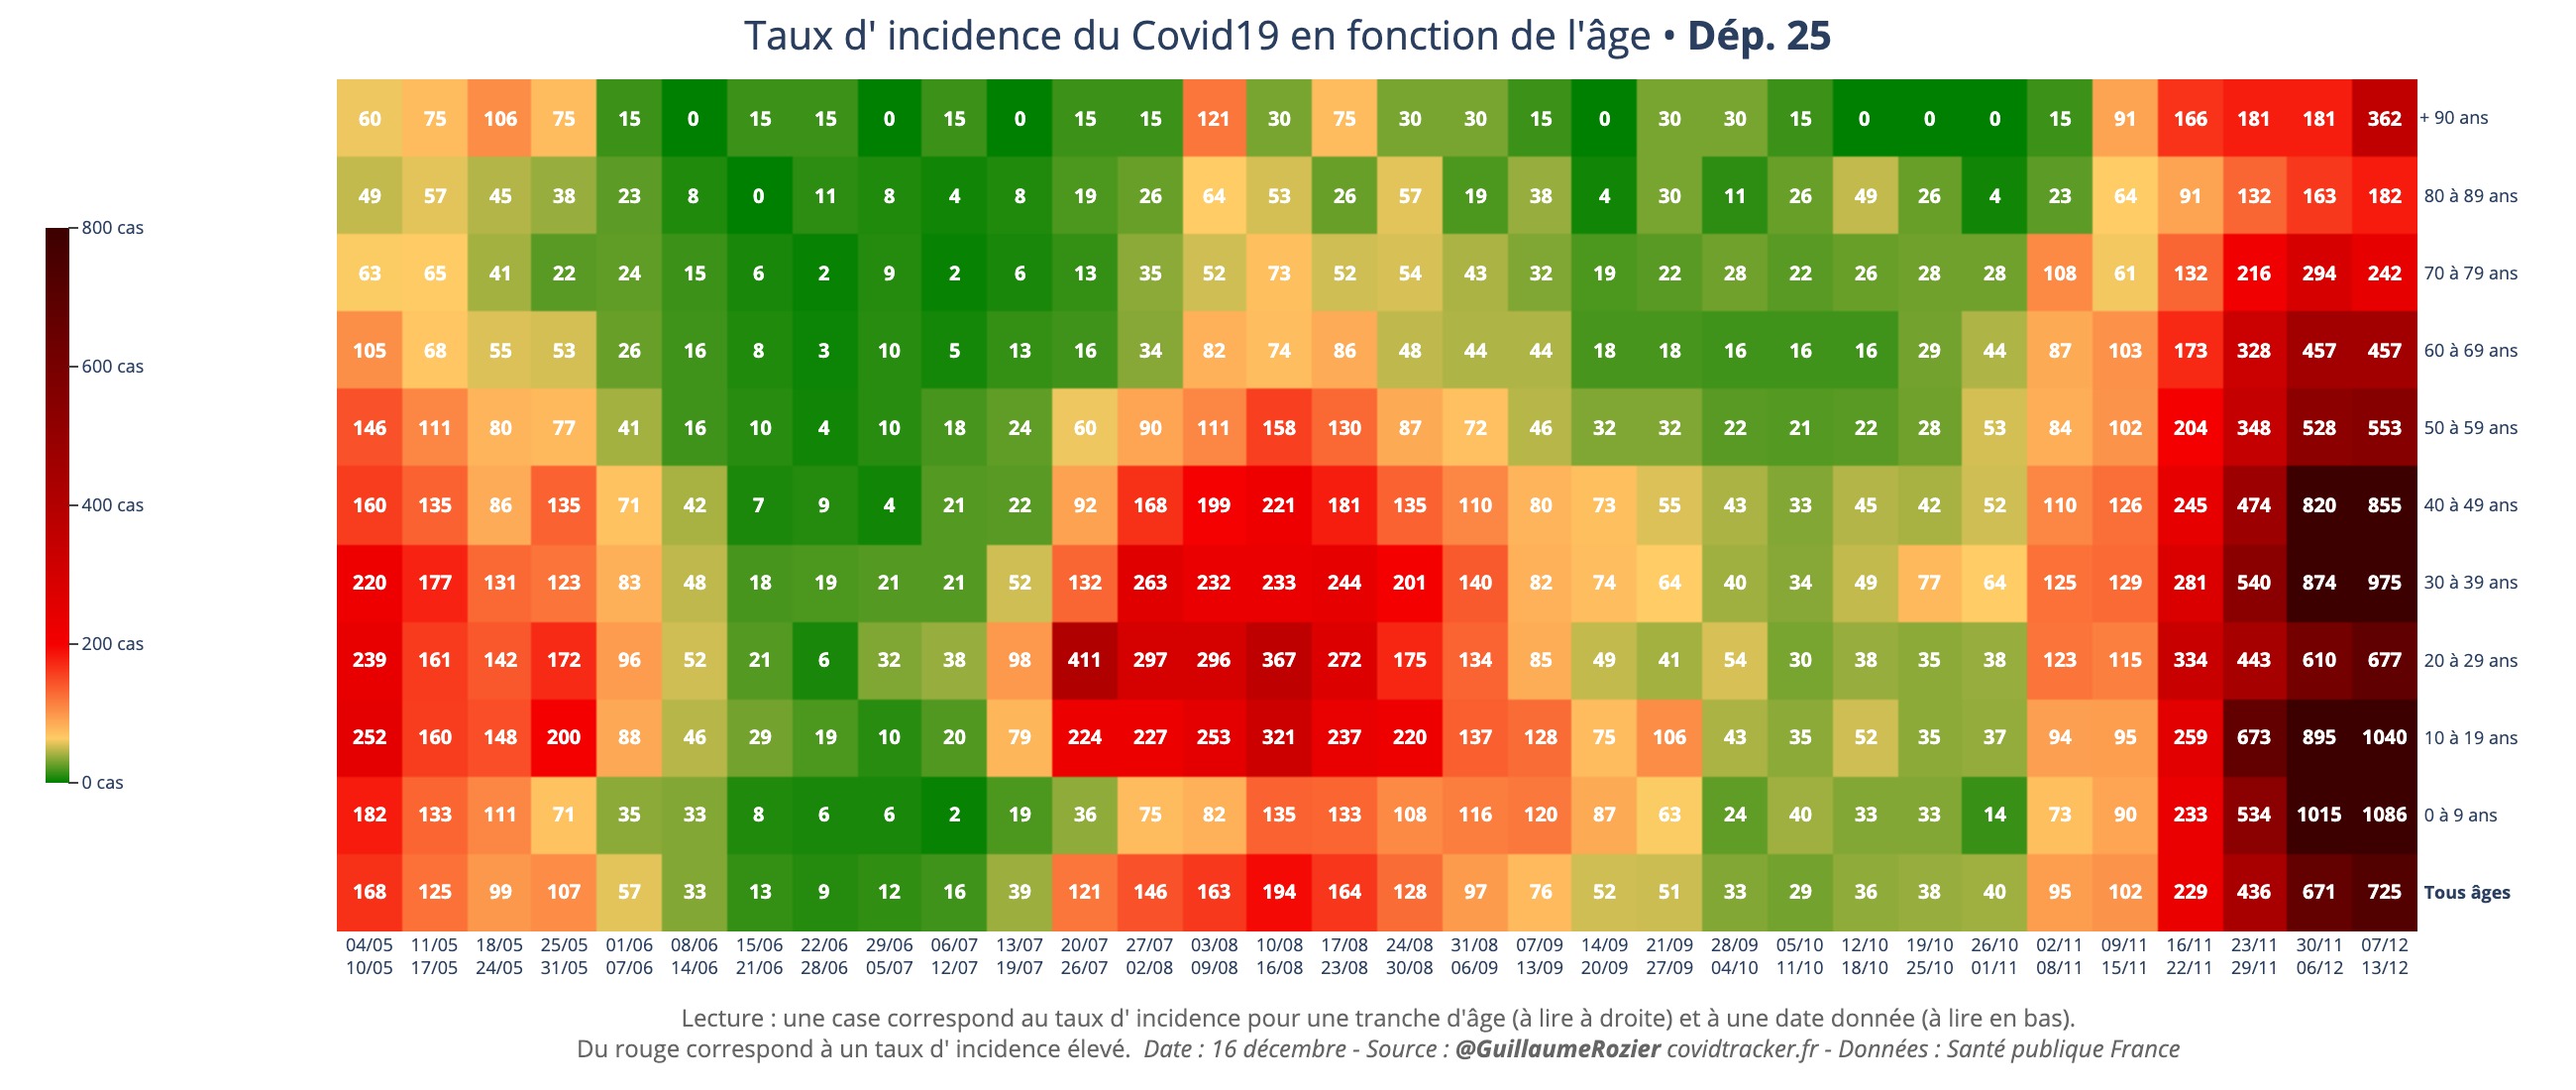 Taux d' incidence du Covid19 en fonction de l'âge • Dép. 25
800 cas
600 cas
400 cas
200 cas
0 cas
60 75 106 75 15 0 15 15 0 15 0 15 15 121 30 75 30 30 15 0 30 30 15 0 0 0 15 91 166 181 181 362 + 90 ans
49 57 45 38 23 8 0 11 8 4 8 19 26 64 53 26 57 19 38 4 30 11 26 49 26 4 23 64 91 132 163 182 80 à 89 ans
63 65 41 22 24 15 6 2 9 2 6 13 35 52 73 52 54 43 32 19 22 28 22 26 28 28 108 61 132 216 294 242 70 à 79 ans
105 68 55 53 26 16 8 3 10 5 13 16 34 82 74 86 48 44 44 18 18 16 16 16 29 44 87 103 173 328 457 457 60 à 69 ans
146 111 80 77 41 16 10 4 10 18 24 60 90 111 158 130 87 72 46 32 32 22 21 22 28 53 84 102 204 348 528 553 50 à 59 ans
160 135 86 135 71 42 7 9 4 21 22 92 168 199 221 181 135 110 80 73 55 43 33 45 42 52 110 126 245 474 820 855 40 à 49 ans
220 177 131 123 83 48 18 19 21 21 52 132 263 232 233 244 201 140 82 74 64 40 34 49 77 64 125 129 281 540 874 975 30 à 39 ans
239 161 142 172 96 52 21 6 32 38 98 411 297 296 367 272 175 134 85 49 41 54 30 38 35 38 123 115 334 443 610 677 20 à 29 ans
252 160 148 200 88 46 29 19 10 20 79 224 227 253 321 237 220 137 128 75 106 43 35 52 35 37 94 95 259 673 895 1040 10 à 19 ans
182 133 111 71 35 33 8 6 6 2 19 36 75 82 135 133 108 116 120 87 63 24 40 33 33 14 73 90 233 534 1015 1086 0 à 9 ans
168 125 99 107 57 33 13 9 12 16 39 121 146 163 194 164 128 97 76 52 51 33 29 36 38 40 95 102 229 436 671 725 Tous âges
04/05 11/05 18/05 25/05 01/06 08/06 15/06 22/06 29/06 06/07 13/07 20/07 27/07 03/08 10/08 17/08 24/08 31/08 07/09 14/09 21/09 28/09 05/10 12/10 19/10 26/10 02/11 09/11 16/11 23/11 30/11 07/12
10/05 17/05 24/05 31/05 07/06 14/06 21/06 28/06 05/07 12/07 19/07 26/07 02/08 09/08 16/08 23/08 30/08 06/09 13/09 20/09 27/09 04/10 11/10 18/10 25/10 01/11 08/11 15/11 22/11 29/11 06/12 13/12
Lecture : une case correspond au taux d' incidence pour une tranche d'âge (à lire à droite) et à une date donnée (à lire en bas).
Du rouge correspond à un taux d' incidence élevé. Date : 16 décembre - Source : @GuillaumeRozier covidtracker.fr - Données : Santé publique France